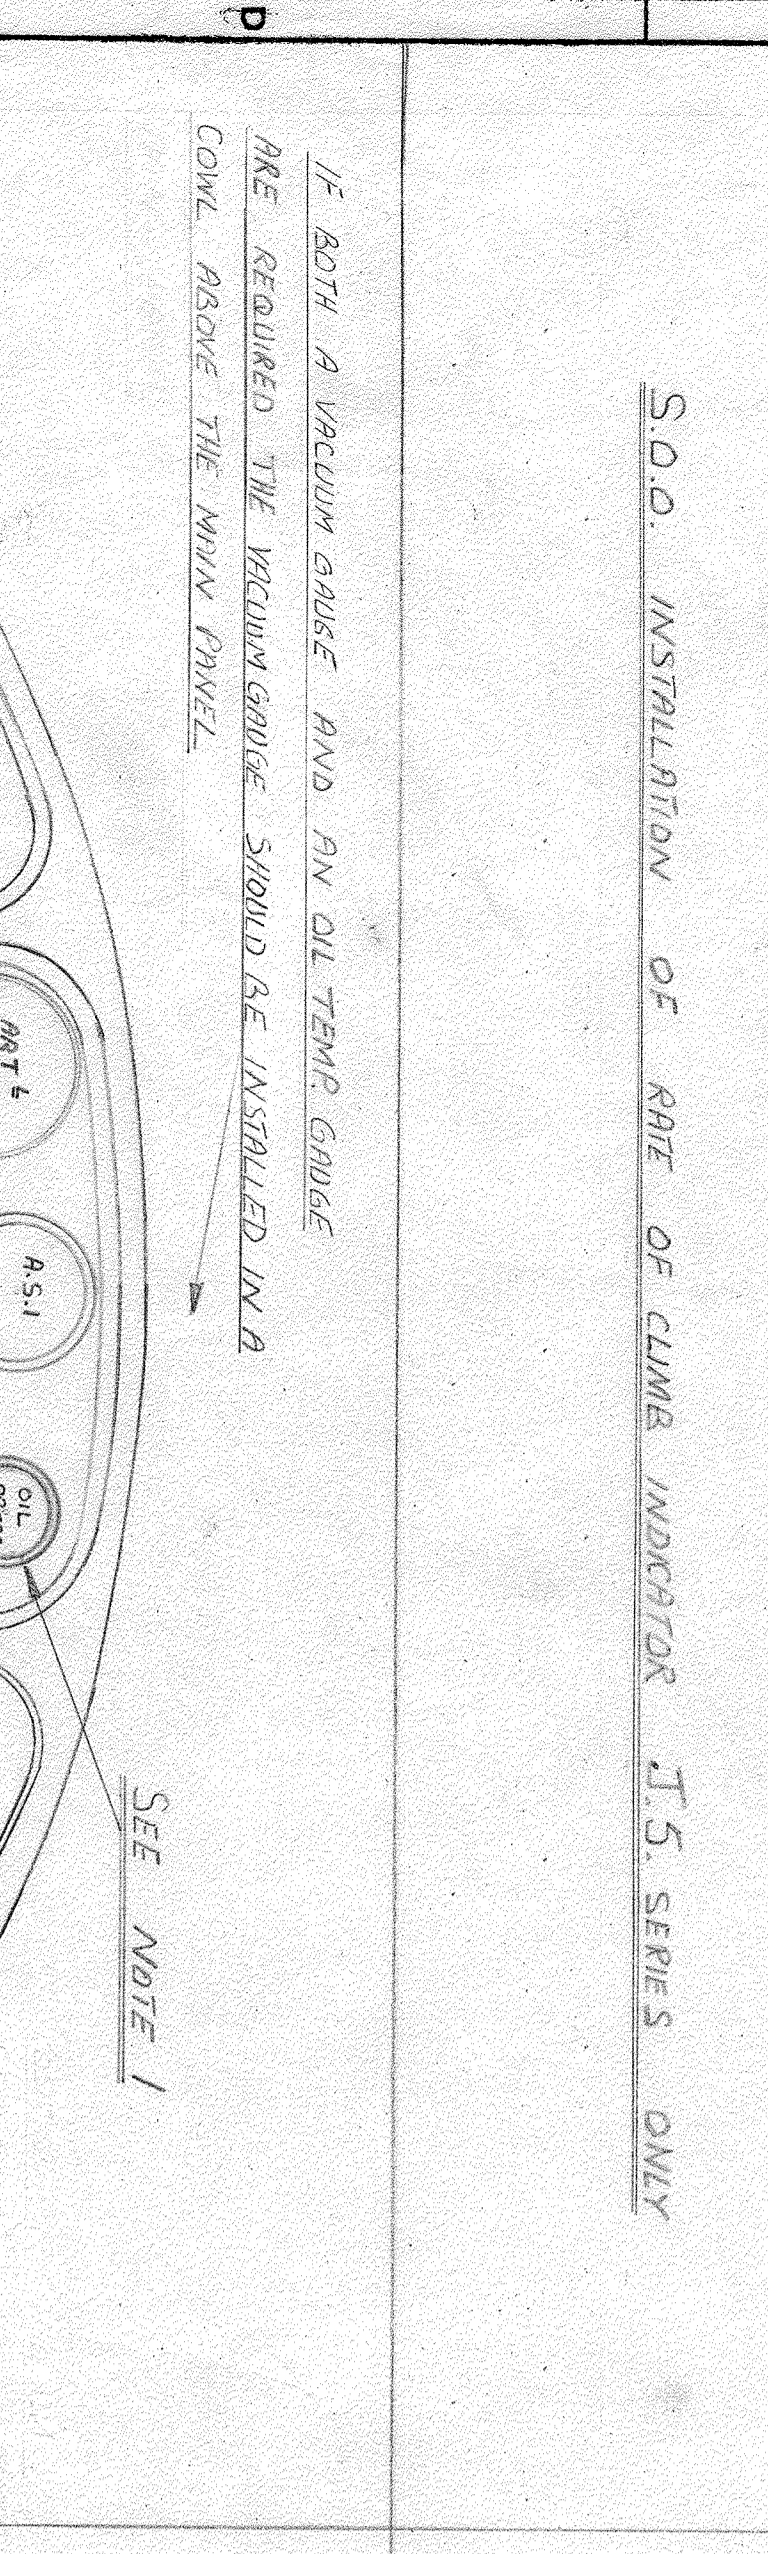 D
S.O.O. INSTALLATION OF RATE OF CLIMB INDICATOR J.5. SERIES ONLY
IF BOTH A VACUUM GAUGE AND AN OIL TEMP. GAUGE
ARE REQUIRED THE VACUUM GAUGE SHOULD BE INSTALLED IN A
COWL ABOVE THE MAIN PANEL
SEE NOTE 1
A.S.I
OIL